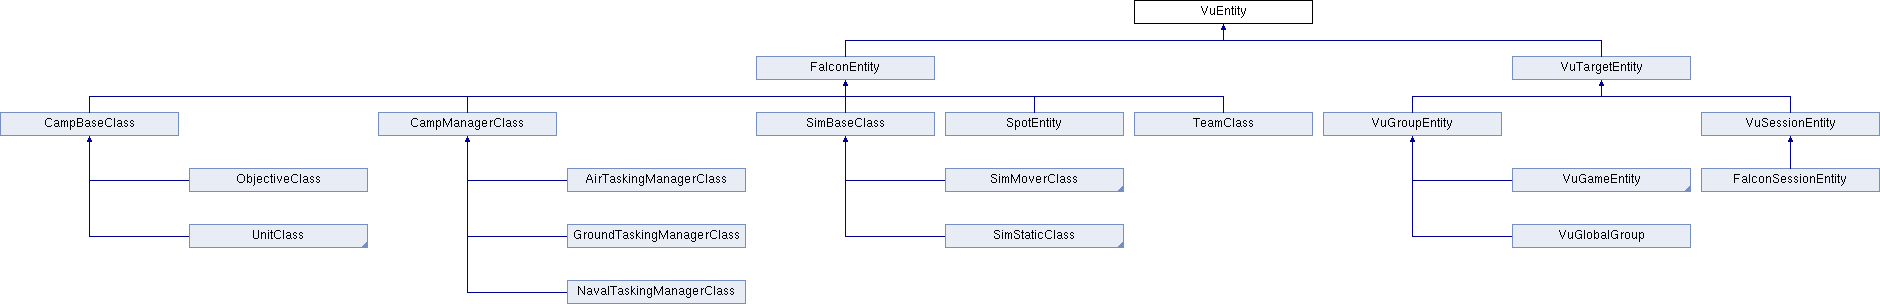 VuEntity
FalconEntity
VuTargetEntity
CampBaseClass
CampManagerClass
SimBaseClass
SpotEntity
TeamClass
VuGroupEntity
VuSessionEntity
ObjectiveClass
AirTaskingManagerClass
SimMoverClass
VuGameEntity
FalconSessionEntity
UnitClass
GroundTaskingManagerClass
SimStaticClass
VuGlobalGroup
NavalTaskingManagerClass